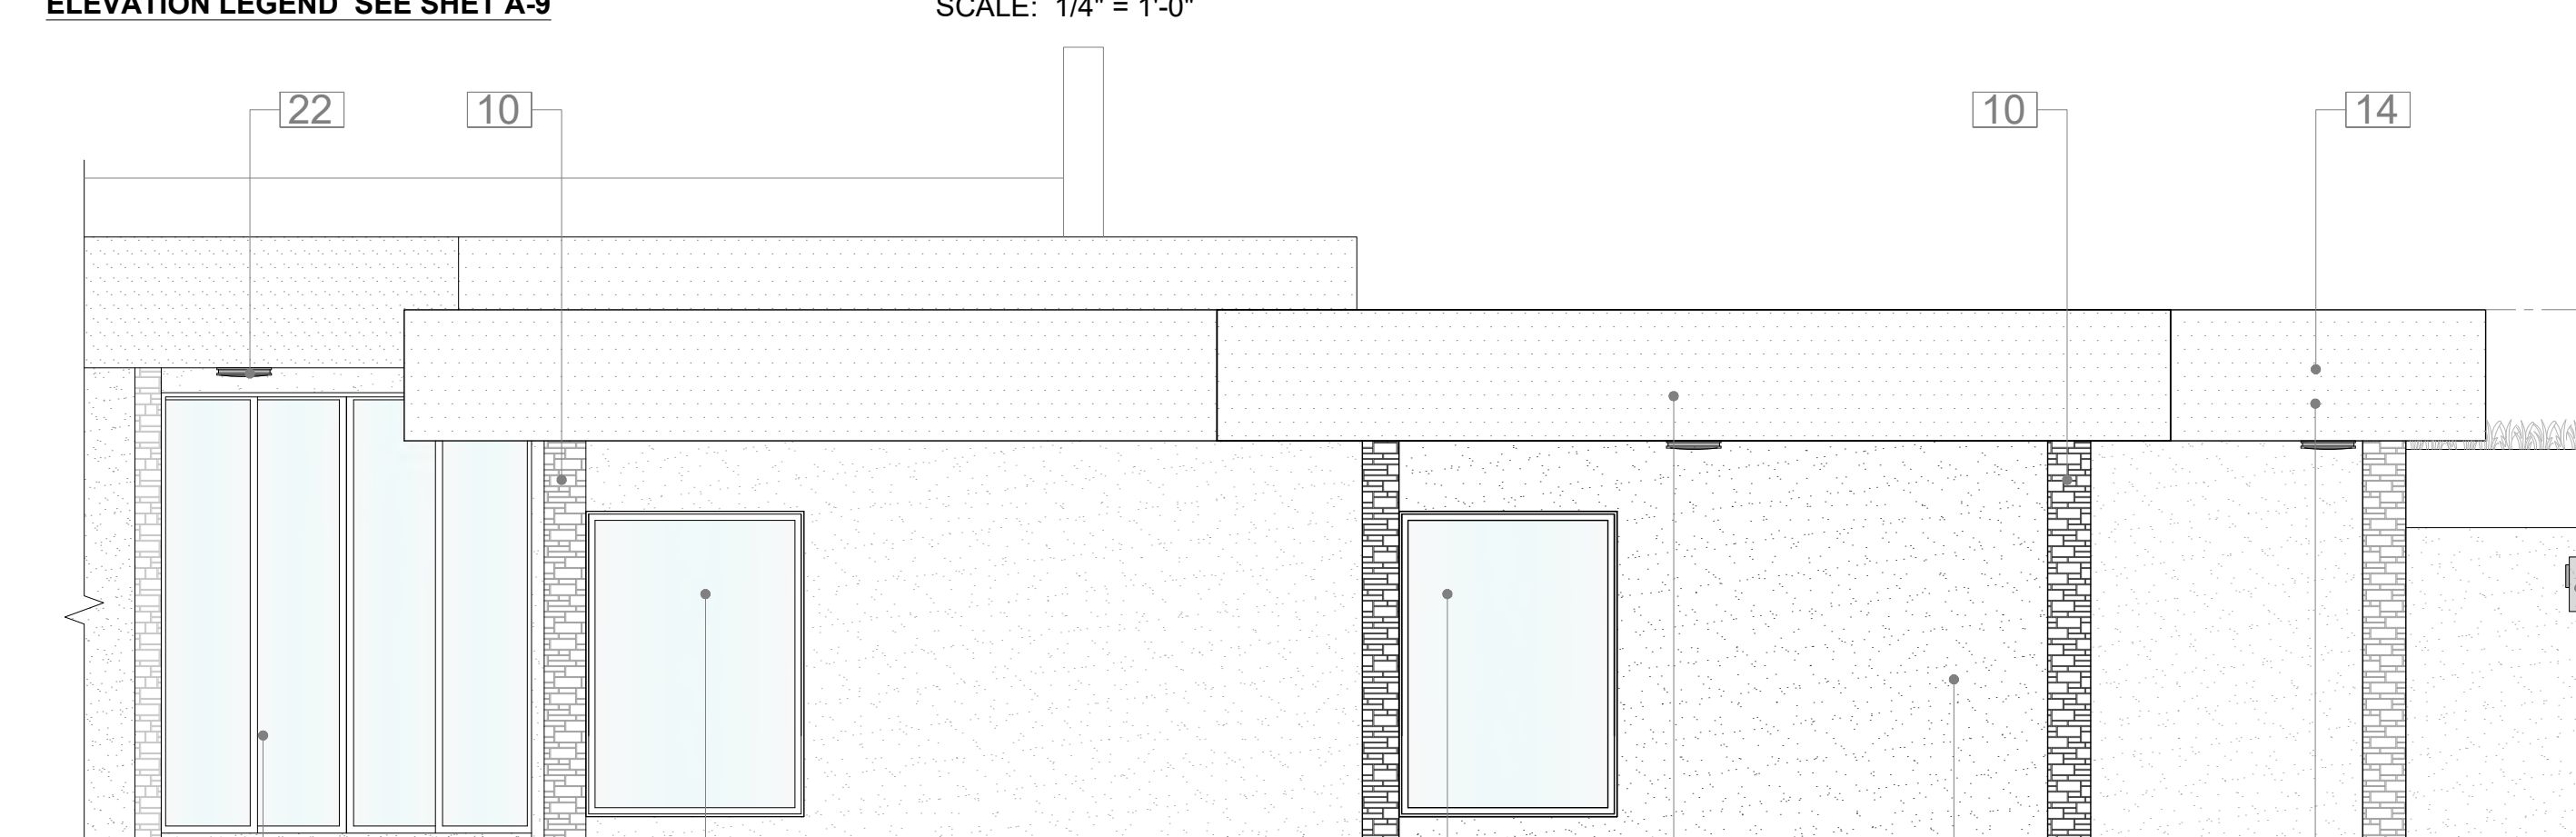 ELEVATION LEGEND SEE SHET A-9
SCALE: 1/4" = 1'-0"
22
10
10
14